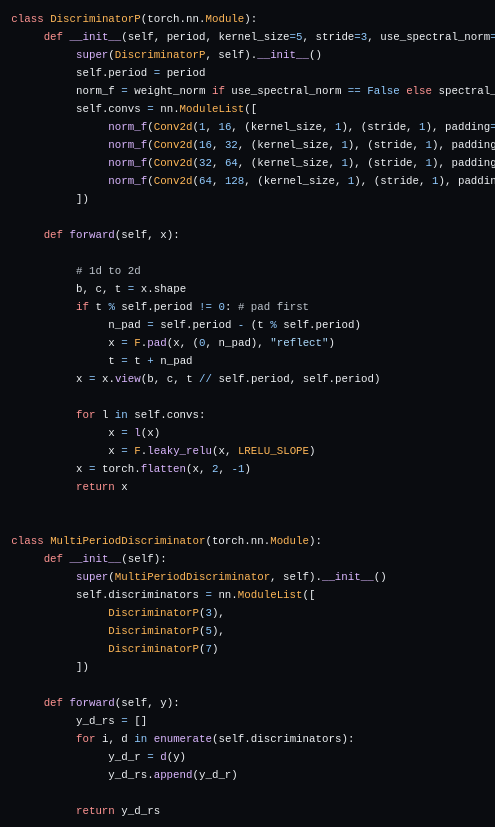 class DiscriminatorP(torch.nn.Module):
def __init__(self, period, kernel_size=5, stride=3, use_spectral_norm=
super(DiscriminatorP, self).__init__()
self.period = period
norm_f = weight_norm if use_spectral_norm == False else spectral_
self.convs = nn.ModuleList([
norm_f(Conv2d(1, 16, (kernel_size, 1), (stride, 1), padding=
norm_f(Conv2d(16, 32, (kernel_size, 1), (stride, 1), padding
norm_f(Conv2d(32, 64, (kernel_size, 1), (stride, 1), padding
norm_f(Conv2d(64, 128, (kernel_size, 1), (stride, 1), paddin
])
def forward(self, x):
# 1d to 2d
b, c, t = x.shape
if t % self.period != 0: # pad first
n_pad = self.period - (t % self.period)
x = F.pad(x, (0, n_pad), "reflect")
t = t + n_pad
x = x.view(b, c, t // self.period, self.period)
for l in self.convs:
x = l(x)
x = F.leaky_relu(x, LRELU_SLOPE)
x = torch.flatten(x, 2, -1)
return x
class MultiPeriodDiscriminator(torch.nn.Module):
def __init__(self):
super(MultiPeriodDiscriminator, self).__init__()
self.discriminators = nn.ModuleList([
DiscriminatorP(3),
DiscriminatorP(5),
DiscriminatorP(7)
])
def forward(self, y):
y_d_rs = []
for i, d in enumerate(self.discriminators):
y_d_r = d(y)
y_d_rs.append(y_d_r)
return y_d_rs